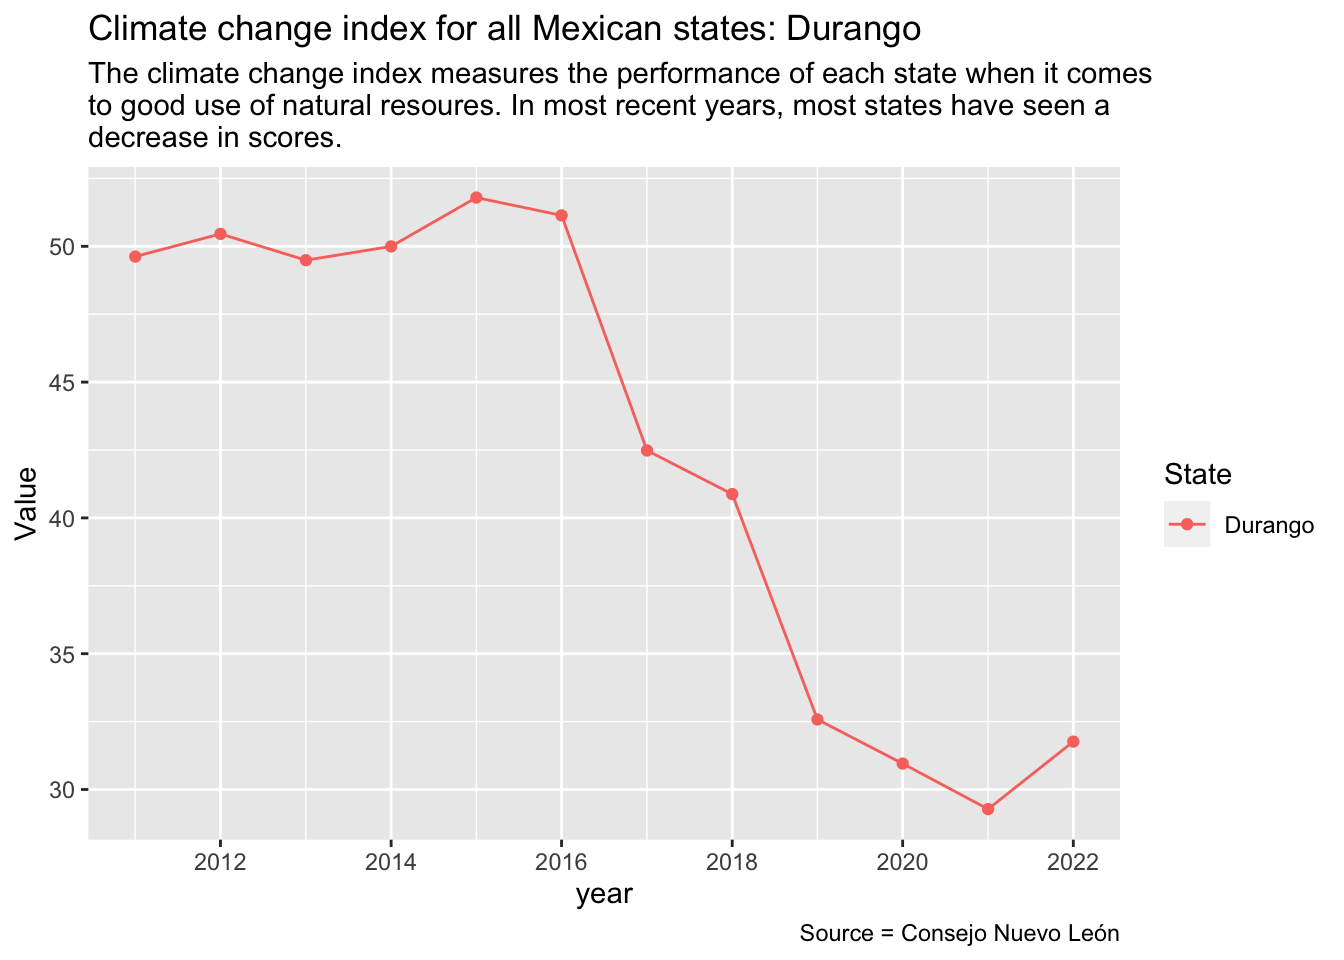 Climate change index for all Mexican states: Durango
The climate change index measures the performance of each state when it comes
to good use of natural resoures. In most recent years, most states have seen a
decrease in scores.
50
45
40
35
30
Value
2012
2014
2016
2018
2020
2022
year
State
Durango
Source = Consejo Nuevo León